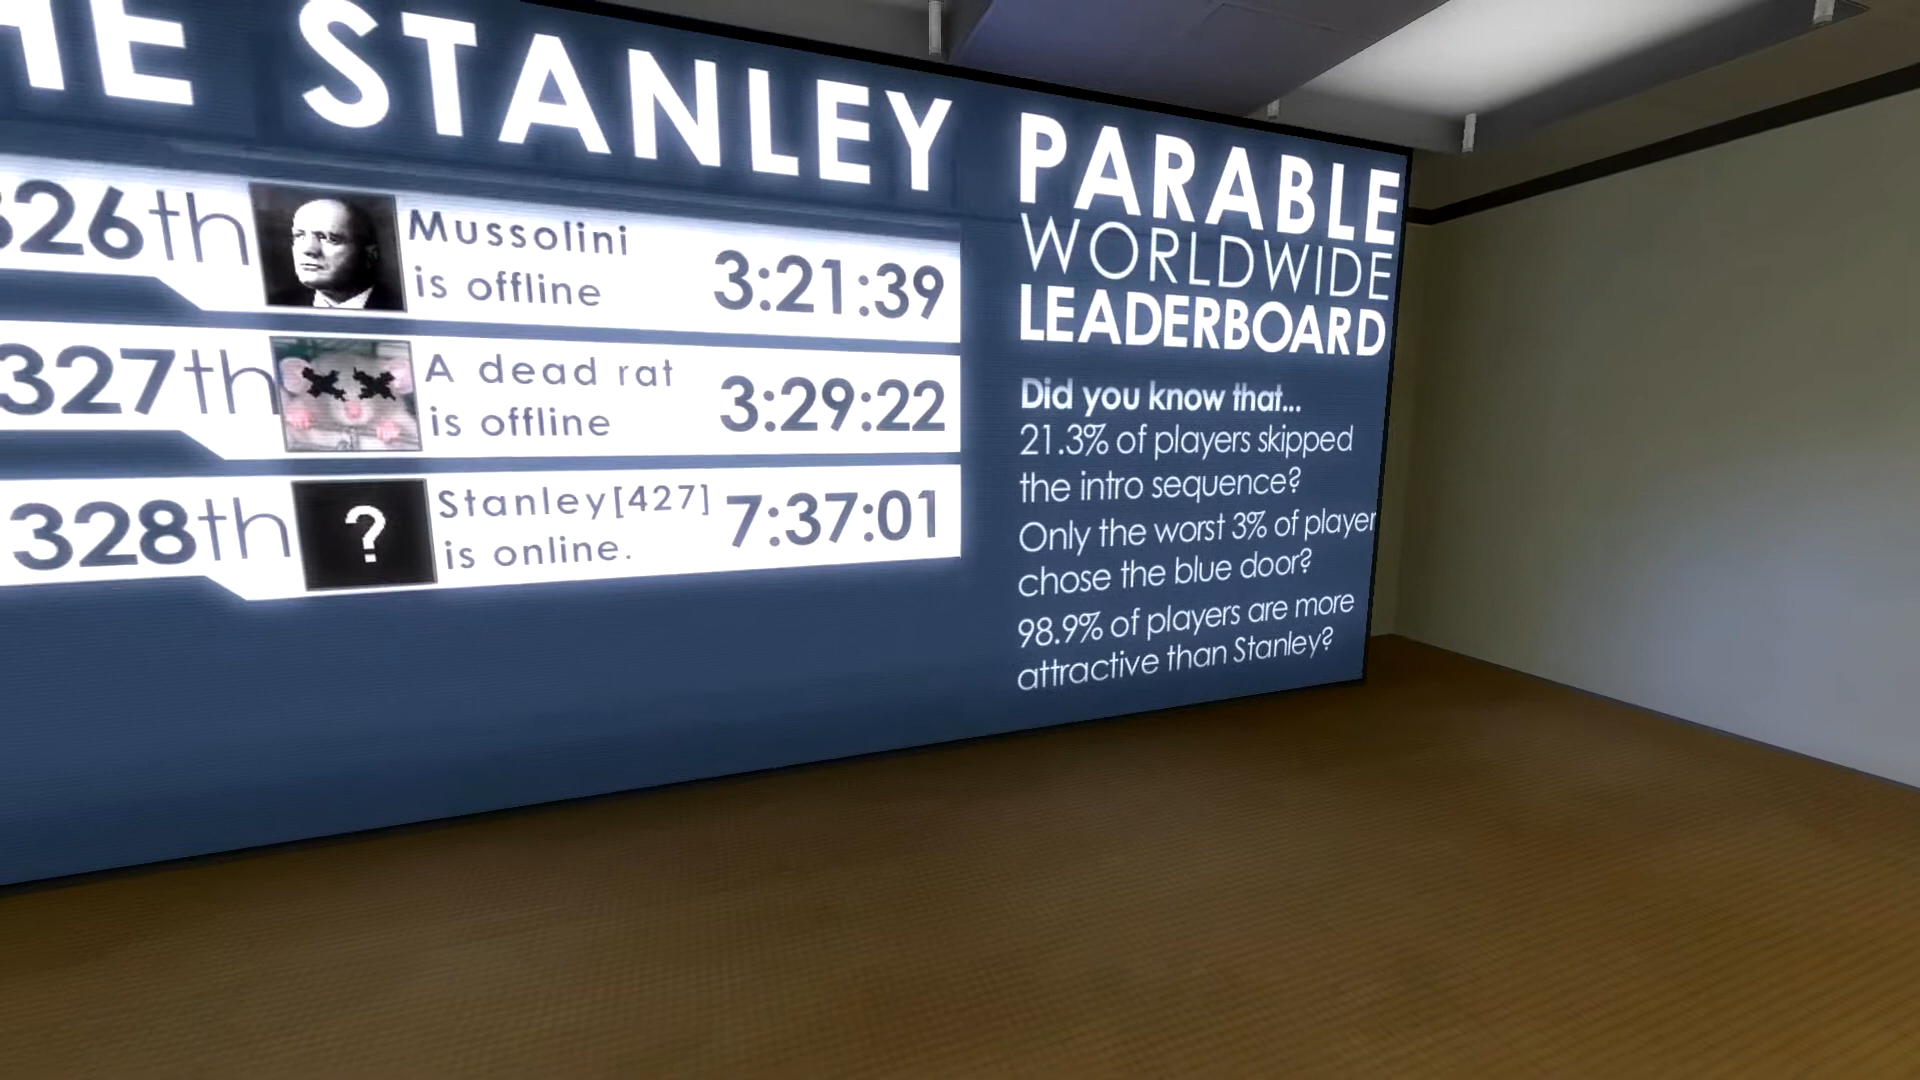 HE STANLEY PARABLE
WORLDWIDE
LEADERBOARD
326th
Mussolini
is offline
3:21:39
327th
A dead rat
is offline
3:29:22
328th
?
Stanley[427]
is online.
7:37:01
Did you know that...
21.3% of players skipped
the intro sequence?
Only the worst 3% of player
chose the blue door?
98.9% of players are more
attractive than Stanley?